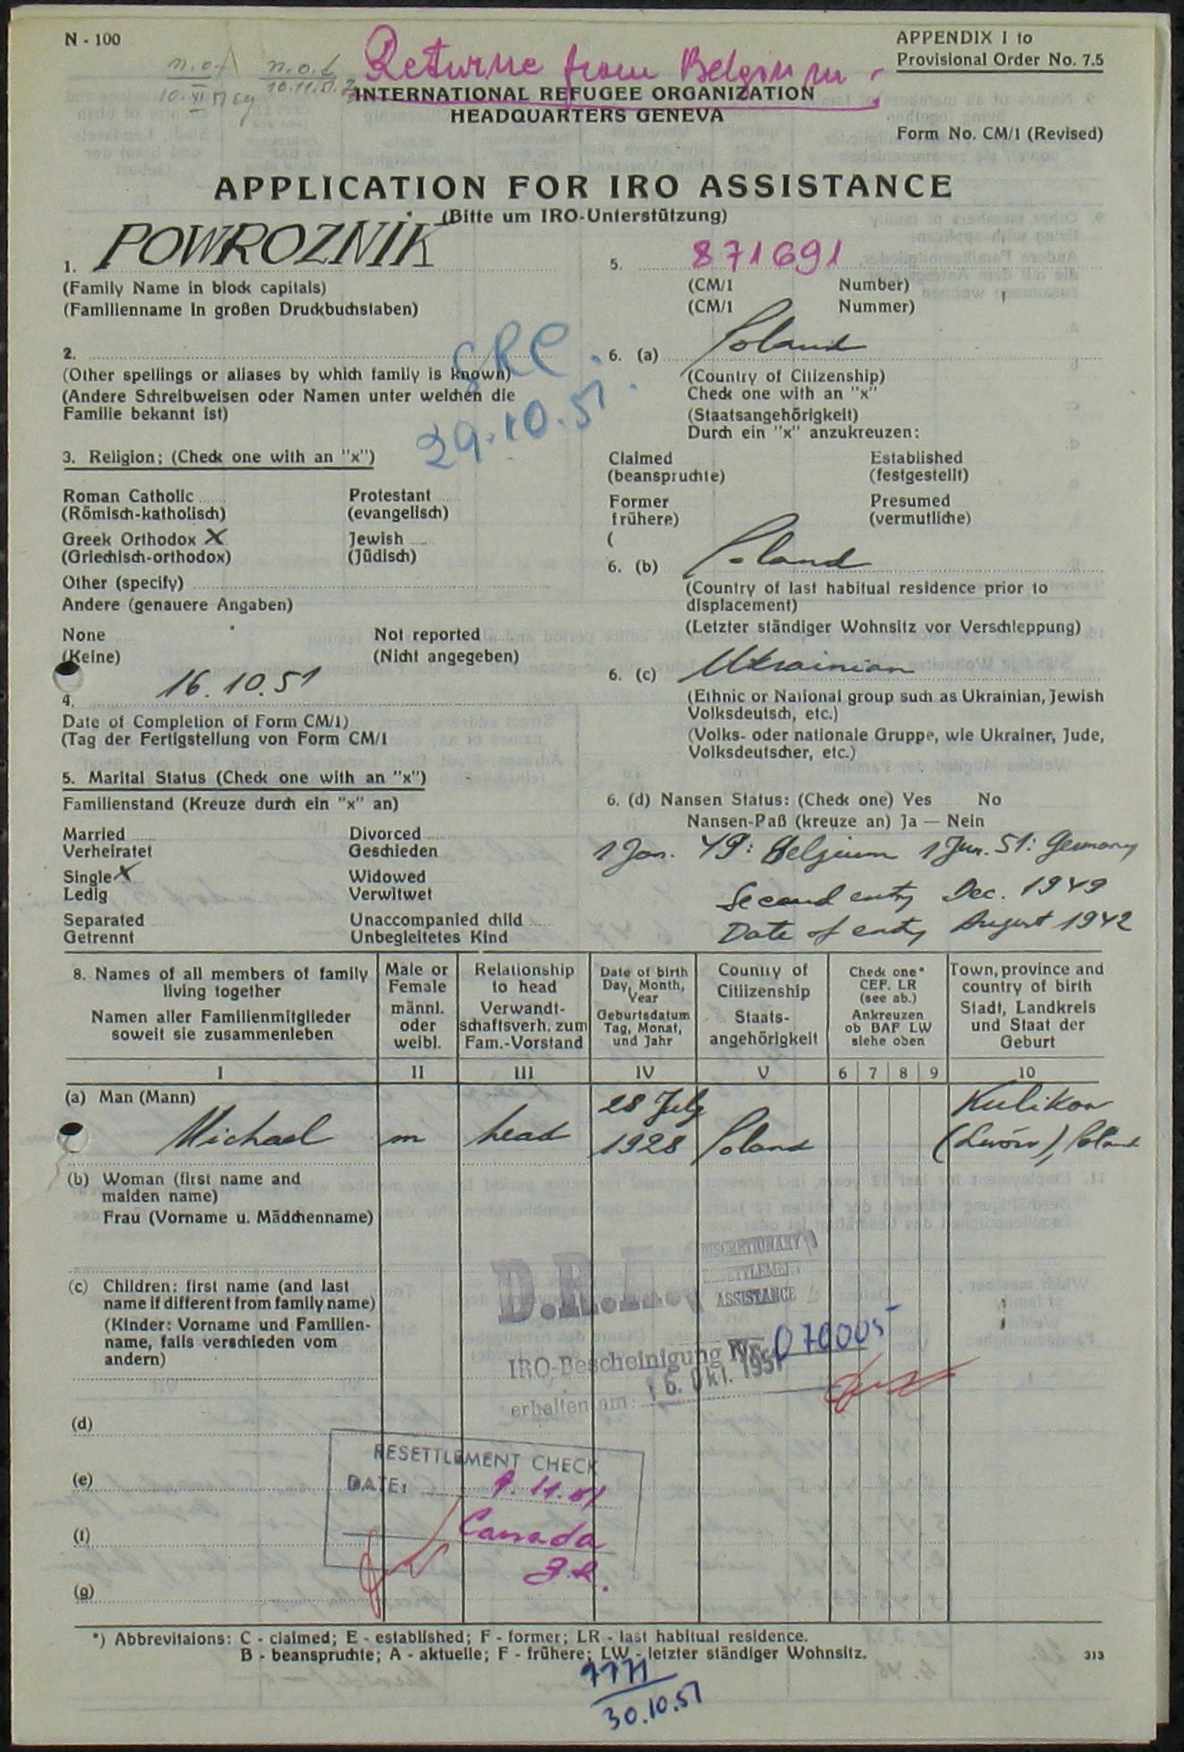 N - 100
APPENDIX I to
Provisional Order No. 7.5
Returne from Belgium
INTERNATIONAL REFUGEE ORGANIZATION
HEADQUARTERS GENEVA
Form No. CM/1 (Revised)
APPLICATION FOR IRO ASSISTANCE
(Bitte um IRO-Unterstützung)
1. POWROZNIK
(Family Name in block capitals)
(Familienname in großen Druckbuchstaben)
5. 871691
(CM/1 Number)
(CM/1 Nummer)
2.
(Other spellings or aliases by which family is known)
(Andere Schreibweisen oder Namen unter welchen die
Familie bekannt ist)
29.10.51
6. (a) Poland
(Country of Citizenship)
Check one with an "x"
(Staatsangehörigkeit)
Durch ein "x" anzukreuzen:
3. Religion; (Check one with an "x")
Claimed Established
(beanspruchte) (festgestellt)
Roman Catholic Protestant
(Römisch-katholisch) (evangelisch)
Former Presumed
frühere) (vermutliche)
(
Greek Orthodox X Jewish
(Griechisch-orthodox) (Jüdisch)
Other (specify)
Andere (genauere Angaben)
6. (b) Poland
(Country of last habitual residence prior to
displacement)
(Letzter ständiger Wohnsitz vor Verschleppung)
None Not reported
(Keine) (Nicht angegeben)
6. (c) Ukrainian
(Ethnic or National group such as Ukrainian, Jewish
Volksdeutsch, etc.)
(Volks- oder nationale Gruppe, wie Ukrainer, Jude,
Volksdeutscher, etc.)
4. 16.10.51
Date of Completion of Form CM/1)
(Tag der Fertigstellung von Form CM/1
5. Marital Status (Check one with an "x")
Familienstand (Kreuze durch ein "x" an)
6. (d) Nansen Status: (Check one) Yes No
Nansen-Paß (kreuze an) Ja — Nein
Married Divorced
Verheiratet Geschieden
Single X Widowed
Ledig Verwitwet
Separated Unaccompanied child
Getrennt Unbegleitetes Kind
1 Jan. 49: Belgium 1 Jun. 51: Germany
Second entry Dec. 1949
Date of entry August 1942
8. Names of all members of family
living together
Namen aller Familienmitglieder
soweit sie zusammenleben
Male or
Female
männl.
oder
weibl.
Relationship
to head
Verwandt-
schaftsverh. zum
Fam.-Vorstand
Date of birth
Day, Month,
Year
Geburtsdatum
Tag, Monat,
und Jahr
Country of
Citiizenship
Staats-
angehörigkeit
Check one*
CEF. LR
(see ab.)
Ankreuzen
ob BAF LW
siehe oben
Town, province and
country of birth
Stadt, Landkreis
und Staat der
Geburt
I II III IV V 6 7 8 9 10
(a) Man (Mann)
Michael m head 28 July 1928 Poland Kulikow (Lwów), Poland
(b) Woman (first name and
maiden name)
Frau (Vorname u. Mädchenname)
(c) Children: first name (and last
name if different from family name)
(Kinder: Vorname und Familien-
name, falls verschieden vom
andern)
D.R.A.
DISCRETIONARY
RESETTLEMENT
ASSISTANCE
IRO-Bescheinigung Nr. 070005
erhalten am: 16. Okt. 1951
(d)
(e)
(f)
(g)
RESETTLEMENT CHECK
DATE: 9.11.51
Canada
*) Abbrevitaions: C - claimed; E - established; F - former; LR - last habitual residence.
B - beanspruchte; A - aktuelle; F - frühere; LW - letzter ständiger Wohnsitz.
313
7771
30.10.51